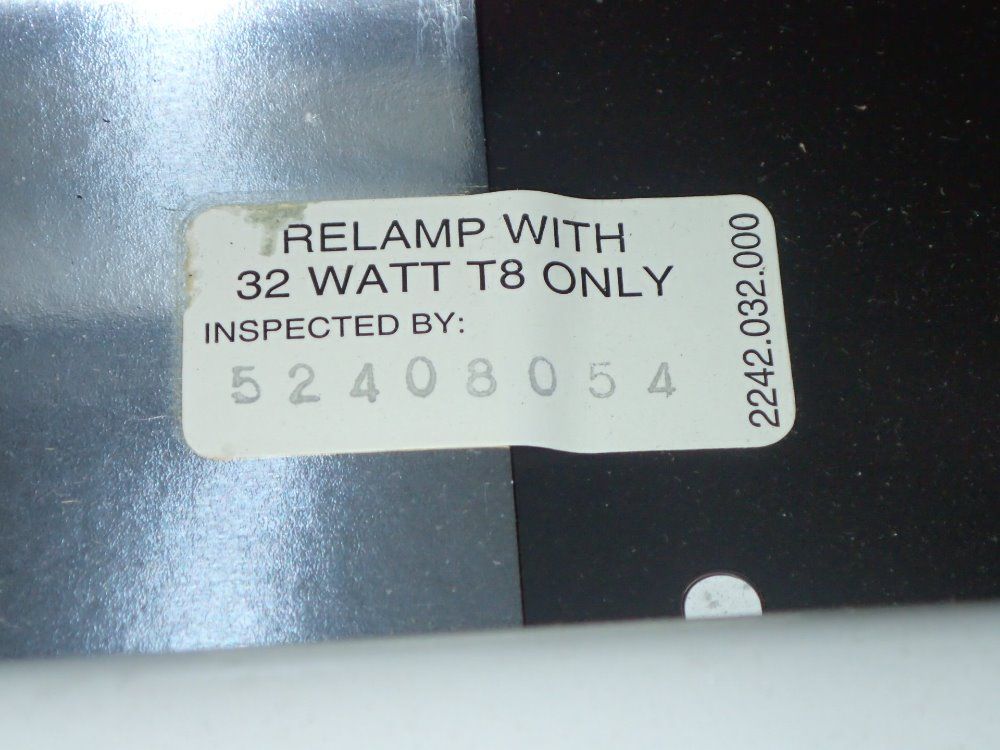 RELAMP WITH
32 WATT T8 ONLY
INSPECTED BY:
52408054
2242.032.000